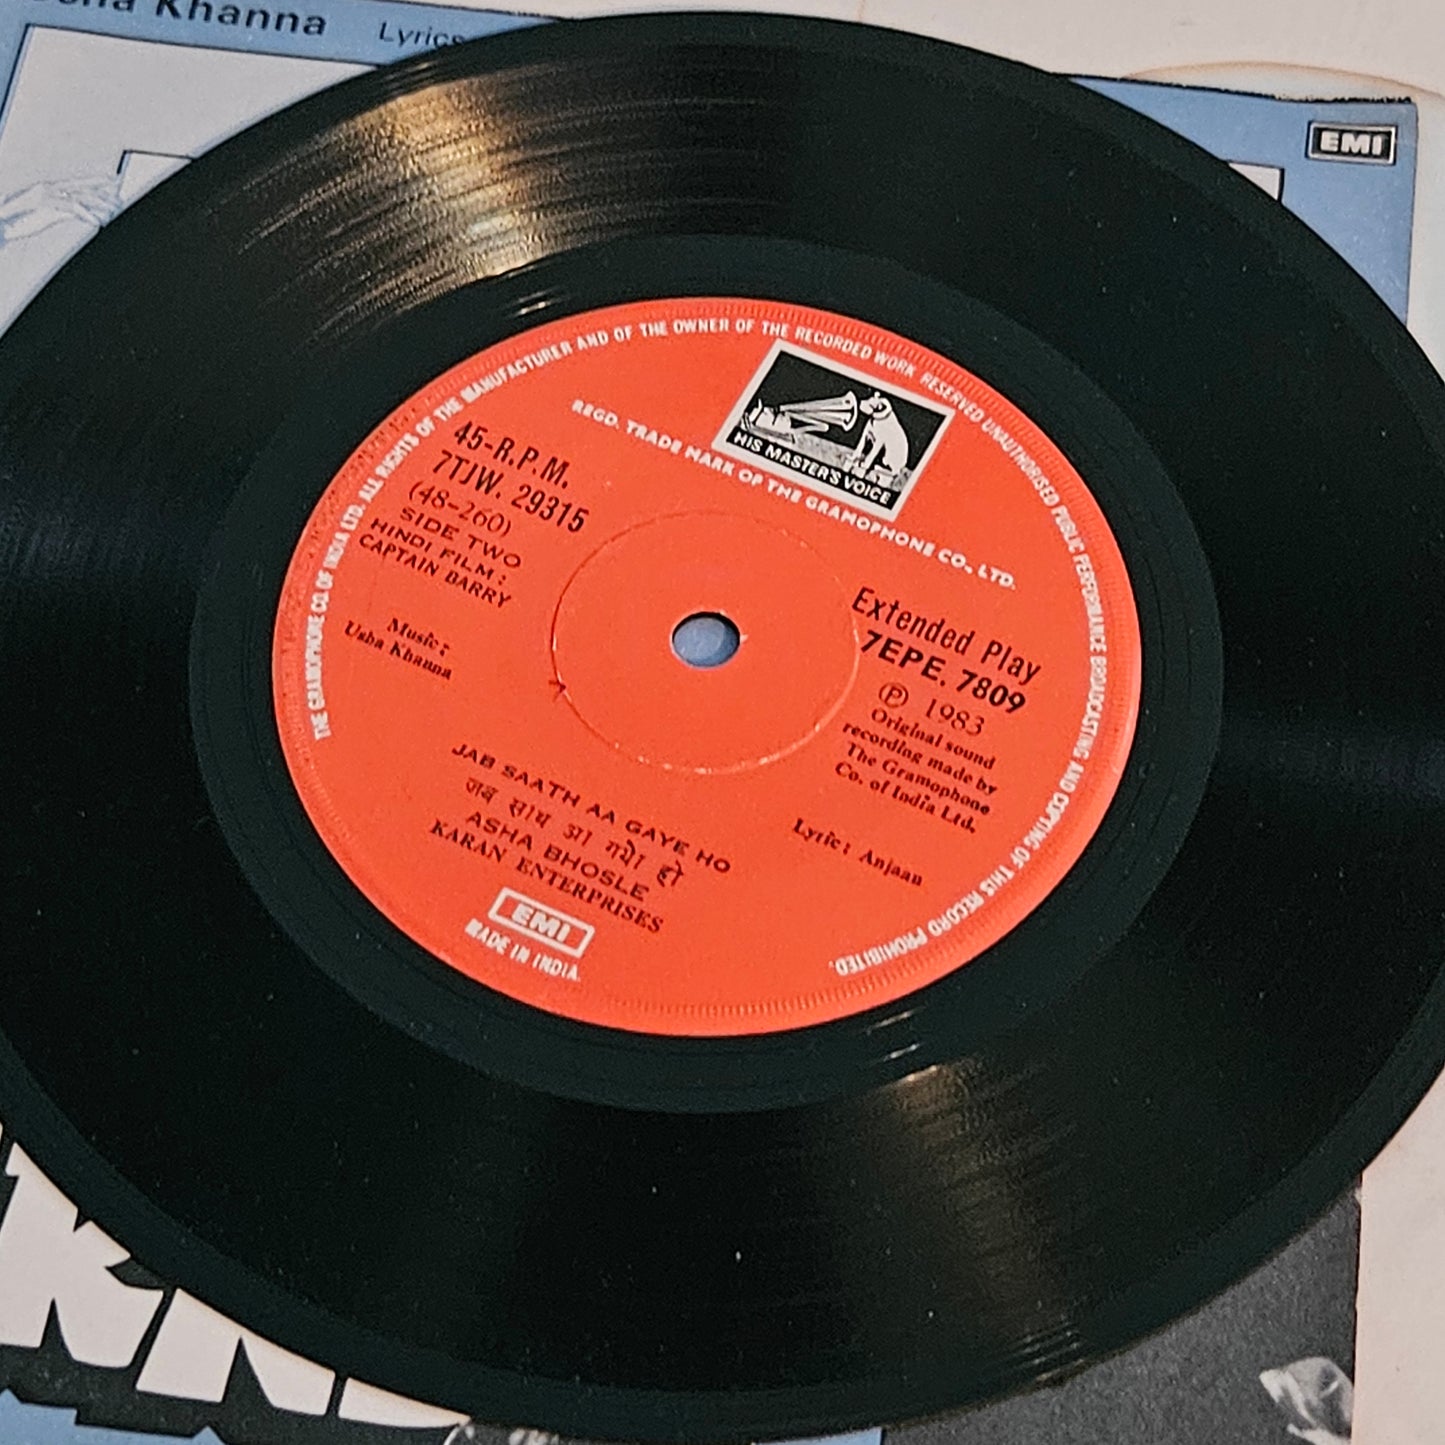 Khanna
Lyrics
EMI
THE GRAMOPHONE CO. OF INDIA LTD. ALL RIGHTS OF THE MANUFACTURER AND OF THE OWNER OF THE RECORDED WORK RESERVED UNAUTHORISED PUBLIC PERFORMANCE BROADCASTING AND COPYING OF THIS RECORD PROHIBITED.
HIS MASTER'S VOICE
REGD. TRADE MARK OF THE GRAMOPHONE CO., LTD.
45-R.P.M.
7TJW. 29315
(48-260)
SIDE TWO
HINDI FILM:
CAPTAIN BARRY
Music:
Usha Khanna
Extended Play
7EPE. 7809
Ⓟ 1983
Original sound
recording made by
The Gramophone
Co. of India Ltd.
Lyric: Anjaan
JAB SAATH AA GAYE HO
जब साथ आ गये हो
ASHA BHOSLE
KARAN ENTERPRISES
EMI
MADE IN INDIA